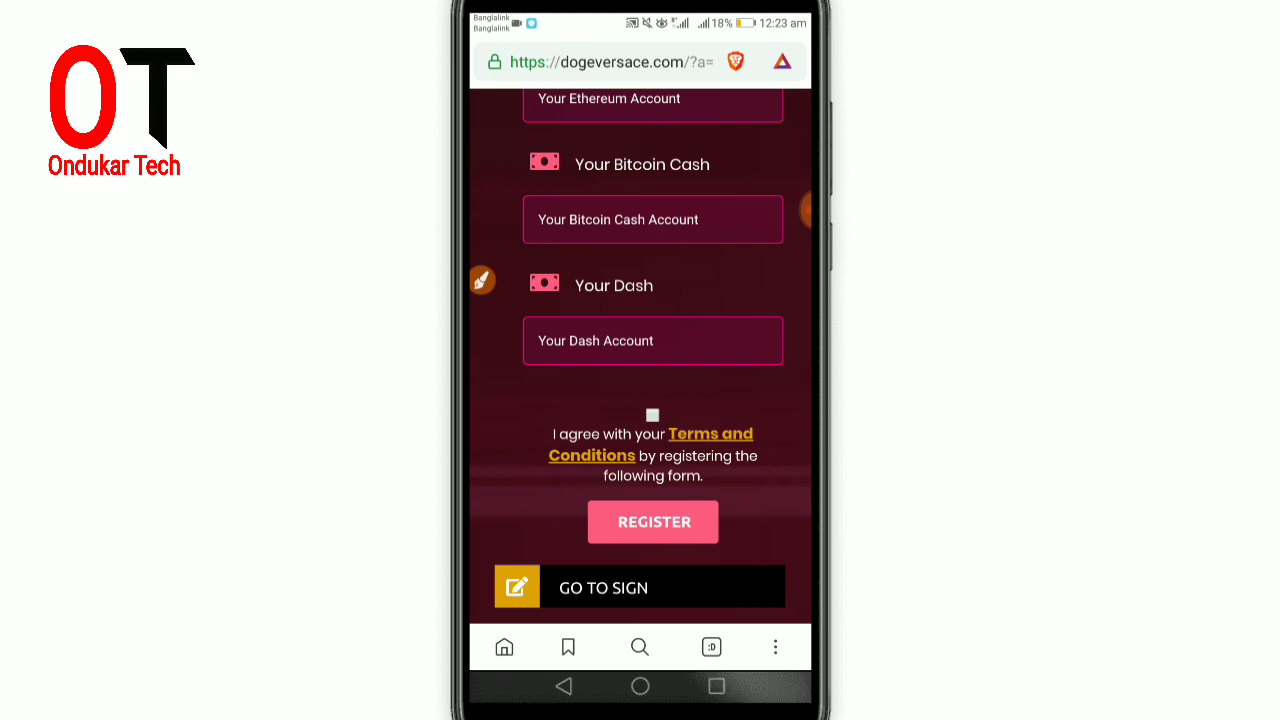 OT
Ondukar Tech
Banglalink
Banglalink
18%
12:23 am
https://dogeversace.com/?a=
Your Ethereum Account
Your Bitcoin Cash
Your Bitcoin Cash Account
Your Dash
Your Dash Account
I agree with your Terms and
Conditions by registering the
following form.
REGISTER
GO TO SIGN
:D